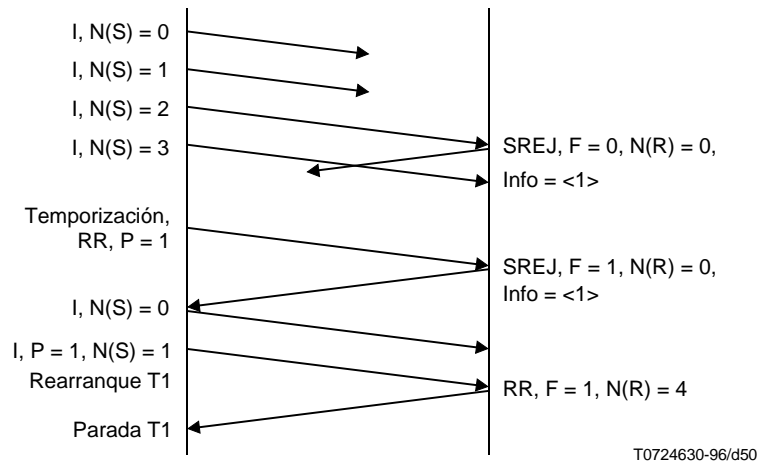 I, N(S) = 0
I, N(S) = 1
I, N(S) = 2
I, N(S) = 3
SREJ, F = 0, N(R) = 0,
Info = <1>
Temporización,
RR, P = 1
SREJ, F = 1, N(R) = 0,
Info = <1>
I, N(S) = 0
I, P = 1, N(S) = 1
Rearranque T1
RR, F = 1, N(R) = 4
Parada T1
T0724630-96/d50